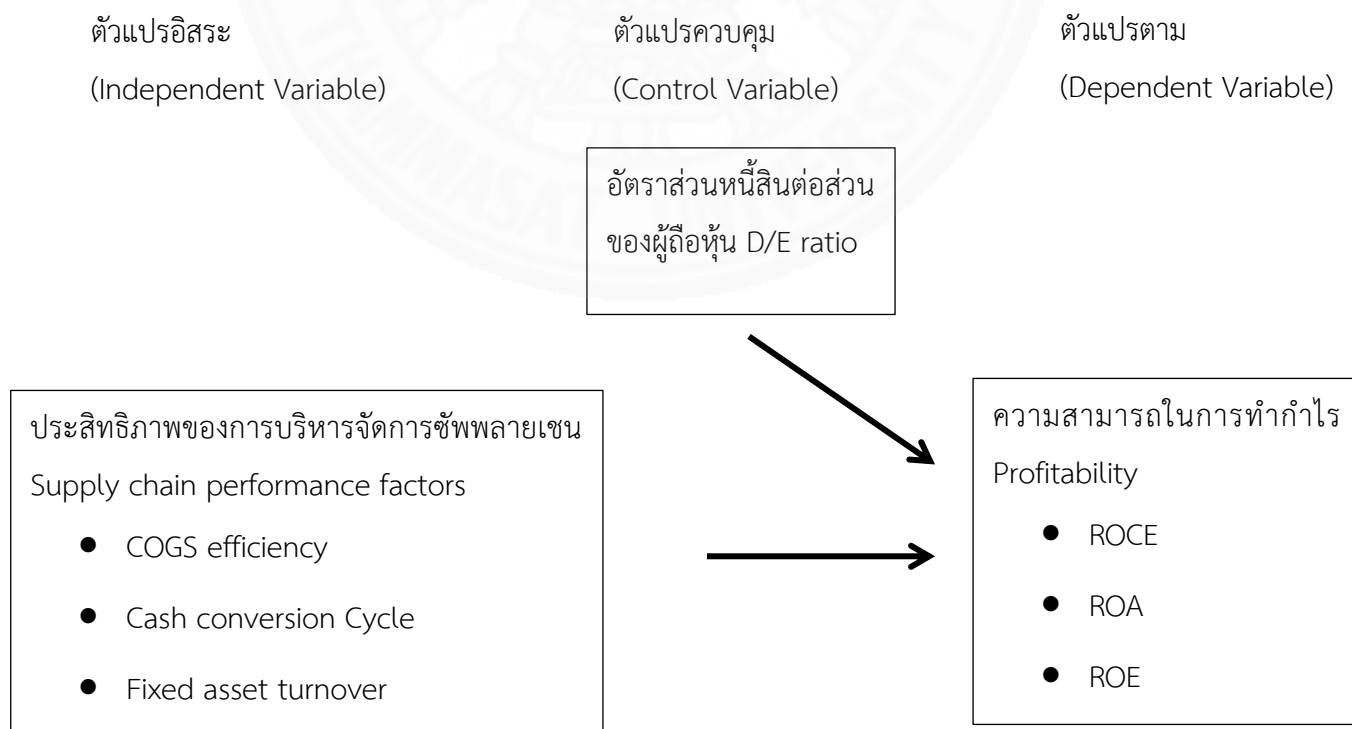 ตัวแปรอิสระ
(Independent Variable)
ตัวแปรควบคุม
(Control Variable)
ตัวแปรตาม
(Dependent Variable)
อัตราส่วนหนี้สินต่อส่วน
ของผู้ถือหุ้น D/E ratio
ประสิทธิภาพของการบริหารจัดการซัพพลายเชน
Supply chain performance factors
● COGS efficiency
● Cash conversion Cycle
● Fixed asset turnover
ความสามารถในการทำกำไร
Profitability
● ROCE
● ROA
● ROE
THAMMASAT UNIVERSITY